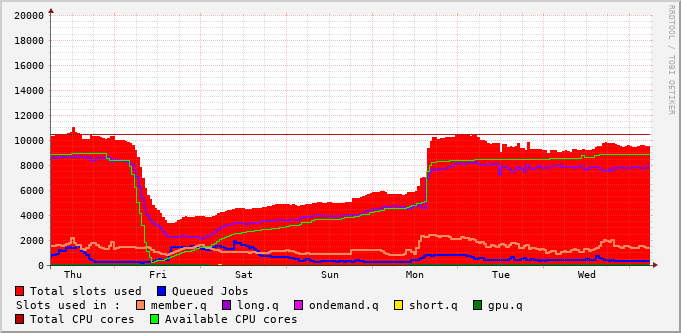 RRDTOOL / TOBI OETIKER
20000
18000
16000
14000
12000
10000
8000
6000
4000
2000
0
Thu Fri Sat Sun Mon Tue Wed
Total slots used Queued Jobs
Slots used in : member.q long.q ondemand.q short.q gpu.q
Total CPU cores Available CPU cores